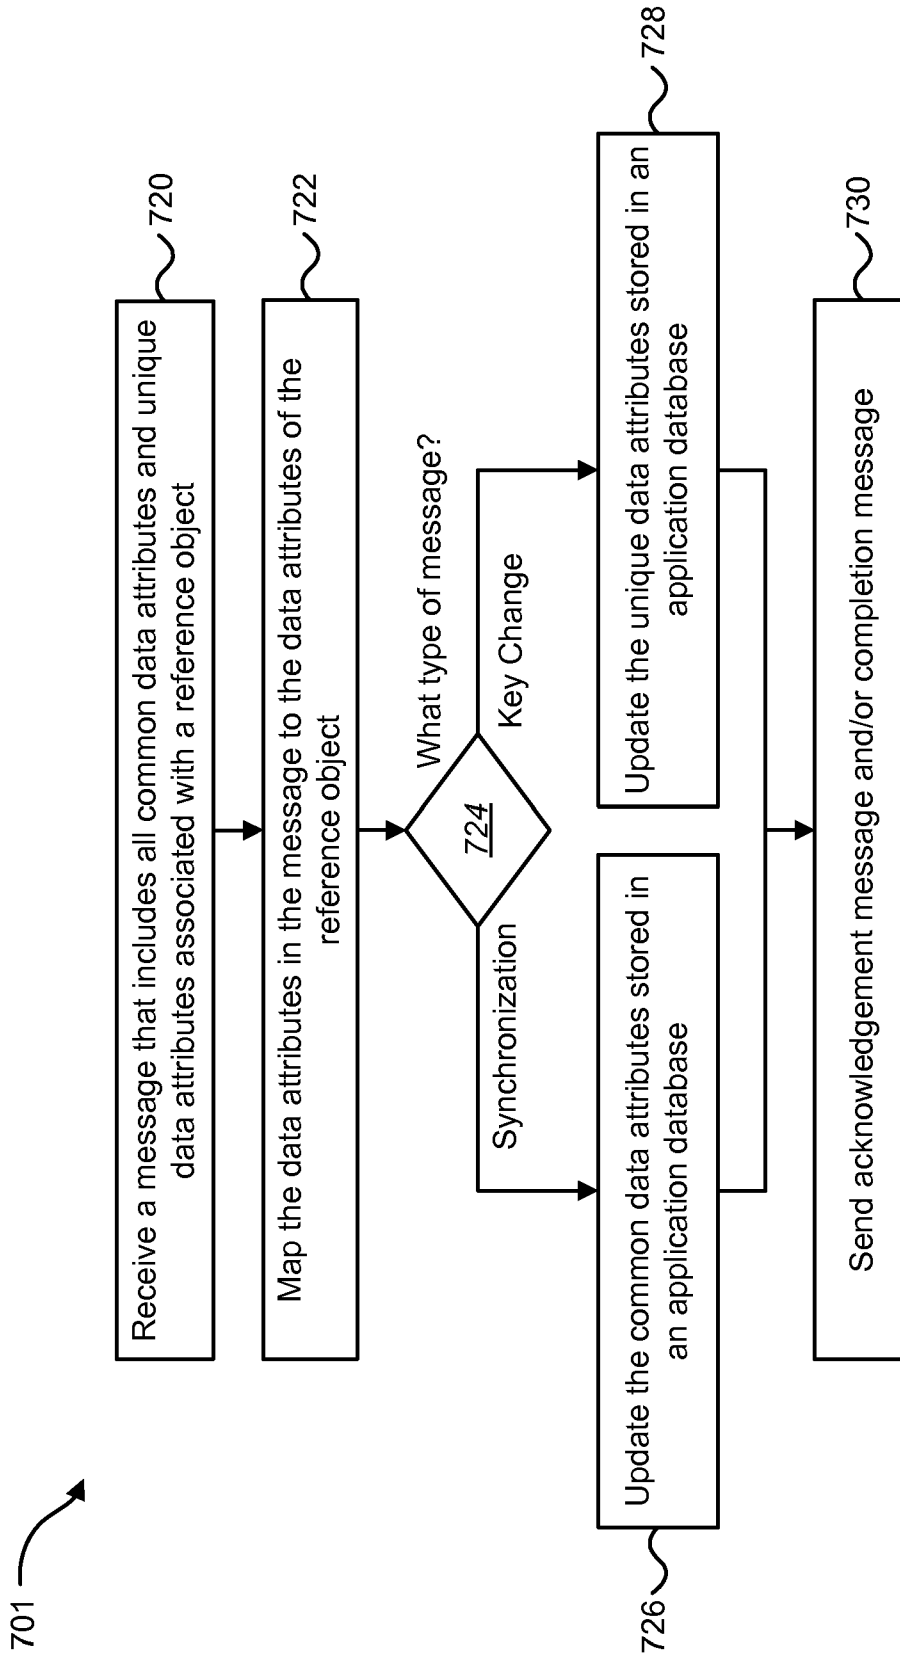 701
Receive a message that includes all common data attributes and unique
data attributes associated with a reference object
720
Map the data attributes in the message to the data attributes of the
reference object
722
What type of message?
724
Synchronization
Key Change
Update the common data attributes stored in
an application database
726
Update the unique data attributes stored in an
application database
728
Send acknowledgement message and/or completion message
730